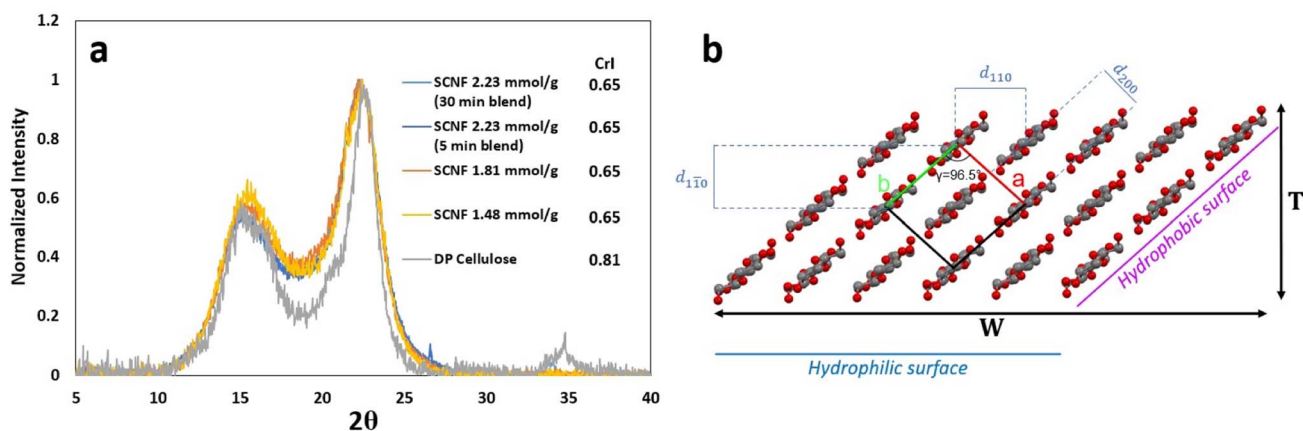 a
1.2
1
0.8
0.6
0.4
0.2
0
Normalized Intensity
5
10
15
20
25
30
35
40
2θ
CrI
SCNF 2.23 mmol/g 0.65
(30 min blend)
SCNF 2.23 mmol/g 0.65
(5 min blend)
SCNF 1.81 mmol/g 0.65
SCNF 1.48 mmol/g 0.65
DP Cellulose 0.81
b
d110
d200
d11̅0
γ=96.5°
b
a
Hydrophobic surface
T
W
Hydrophilic surface